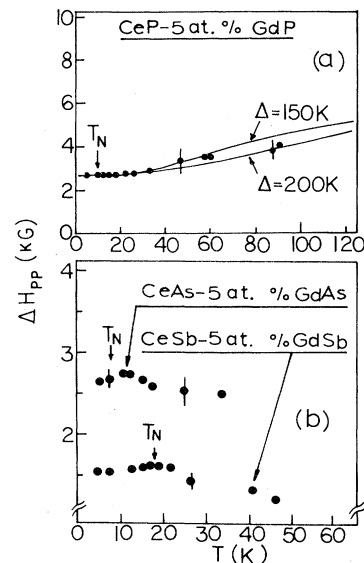 CeP-5 at. % GdP
(a)
10
8
6
4
2
0
T_N
Δ=150K
Δ=200K
0 20 40 60 80 100 120
ΔH_PP (KG)
CeAs-5 at. % GdAs
CeSb-5 at. %GdSb
(b)
4
3
2
1
T_N
T_N
0 10 20 30 40 50 60
T(K)